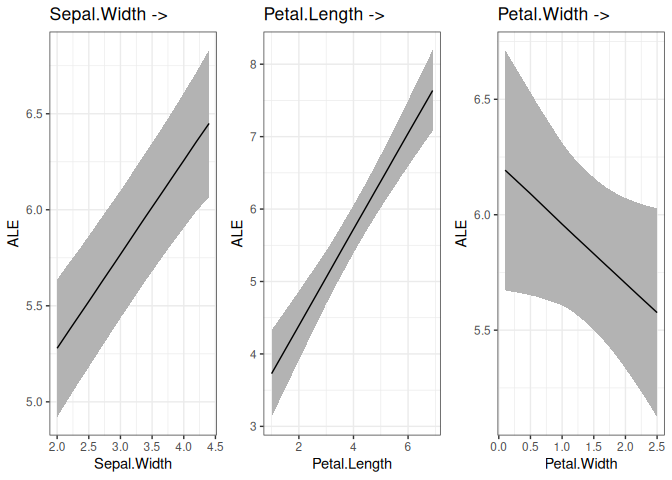 Sepal.Width ->
ALE
6.5
6.0
5.5
5.0
2.0 2.5 3.0 3.5 4.0 4.5
Sepal.Width
Petal.Length ->
ALE
8
7
6
5
4
3
2 4 6
Petal.Length
Petal.Width ->
ALE
6.5
6.0
5.5
0.0 0.5 1.0 1.5 2.0 2.5
Petal.Width